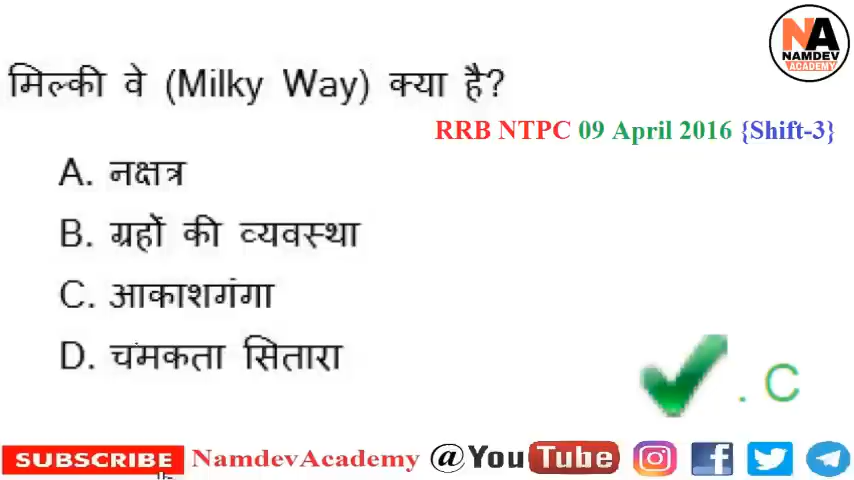 NA
NAMDEV
ACADEMY
मिल्की वे (Milky Way) क्या है?
RRB NTPC 09 April 2016 {Shift-3}
A. नक्षत्र
B. ग्रहों की व्यवस्था
C. आकाशगंगा
D. चंमकता सितारा
. C
SUBSCRIBE NamdevAcademy @YouTube